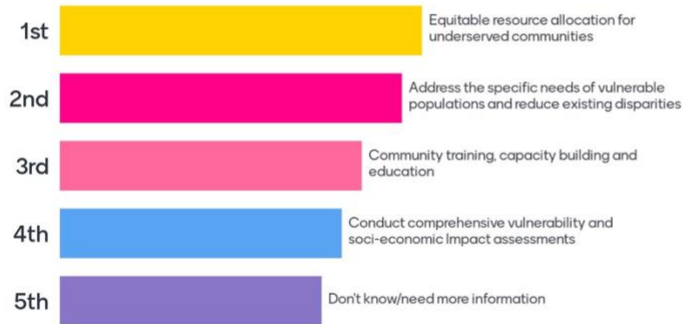 1st
Equitable resource allocation for
underserved communities
2nd
Address the specific needs of vulnerable
populations and reduce existing disparities
3rd
Community training, capacity building and
education
4th
Conduct comprehensive vulnerability and
soci-economic Impact assessments
5th
Don't know/need more information